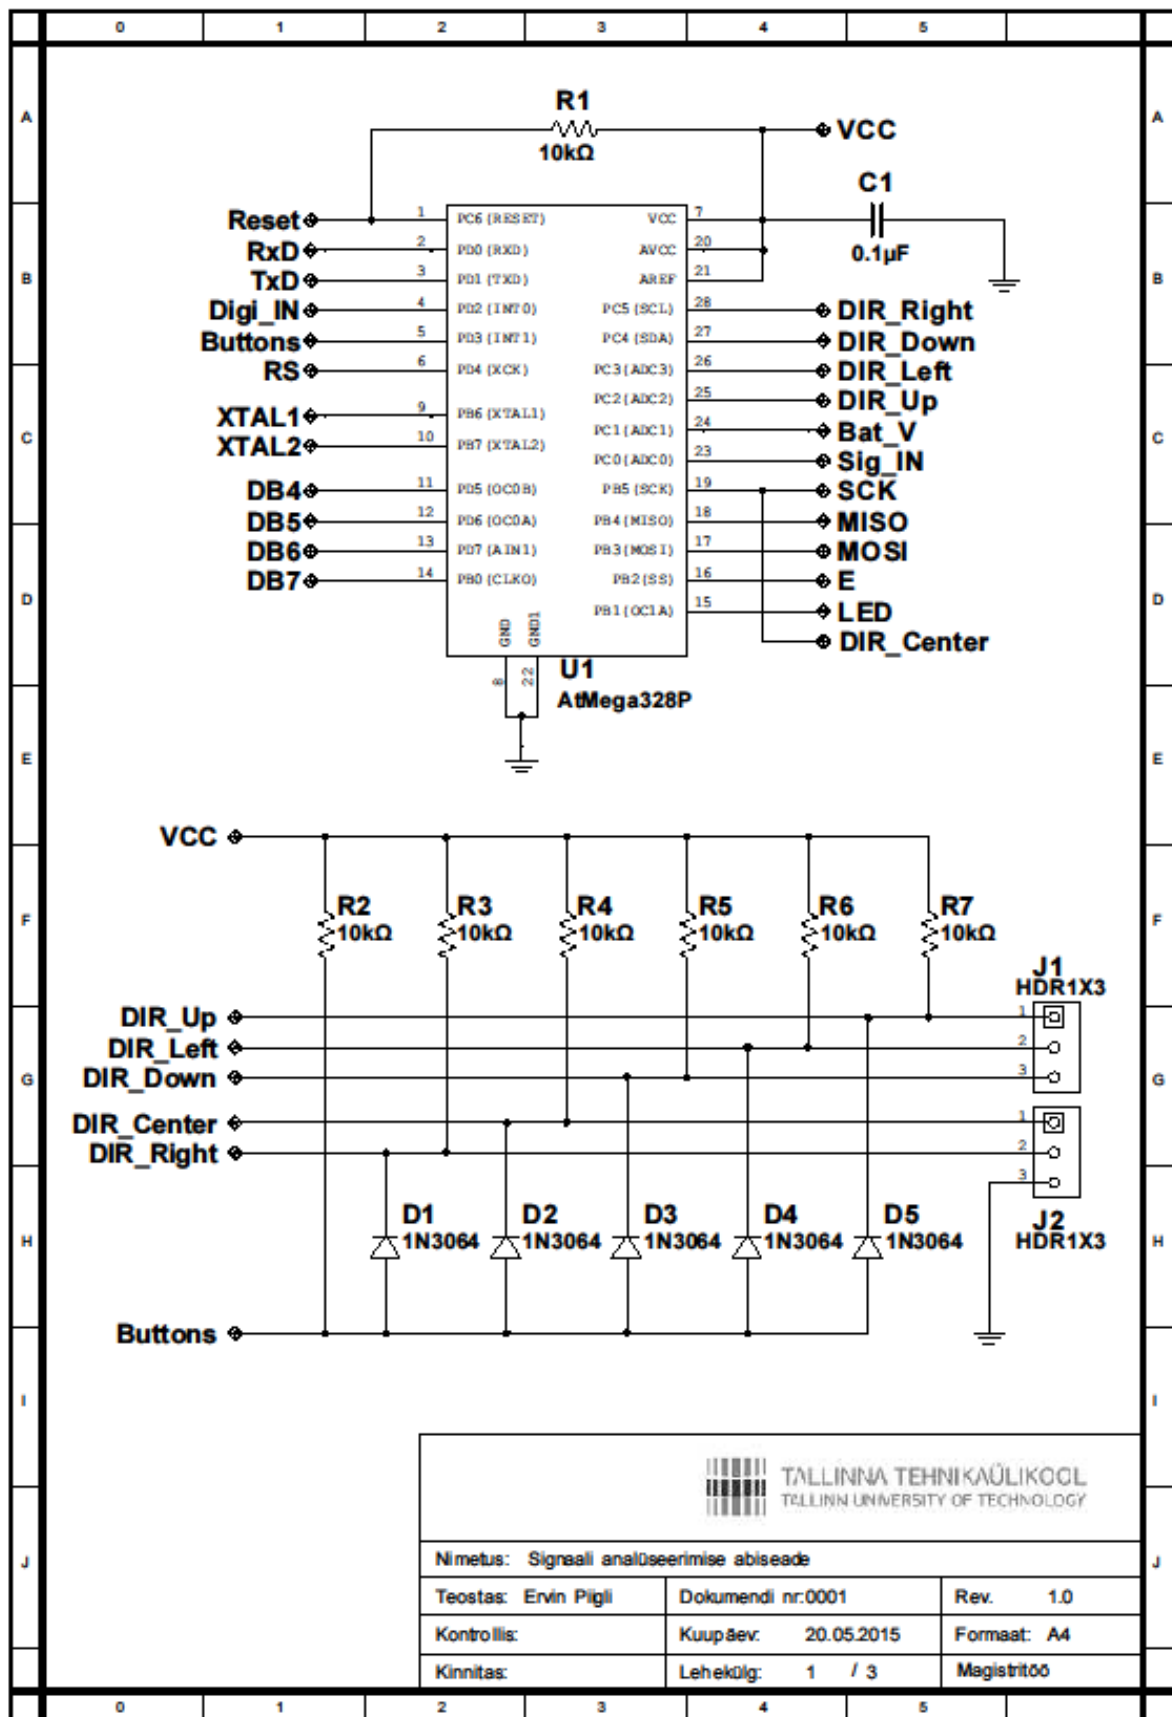 0 1 2 3 4 5
A A
R1
VCC
10kΩ
C1
0.1µF
B B
Reset 1 PC6(RESET) VCC 7
RxD 2 PD0(RXD) AVCC 20
TxD 3 PD1(TXD) AREF 21
Digi_IN 4 PD2(INT0) PC5(SCL) 28 DIR_Right
Buttons 5 PD3(INT1) PC4(SDA) 27 DIR_Down
RS 6 PD4(XCK) PC3(ADC3) 26 DIR_Left
PC2(ADC2) 25 DIR_Up
C C
XTAL1 9 PB6(XTAL1) PC1(ADC1) 24 Bat_V
XTAL2 10 PB7(XTAL2) PC0(ADC0) 23 Sig_IN
DB4 11 PD5(OC0B) PB5(SCK) 19 SCK
DB5 12 PD6(OC0A) PB4(MISO) 18 MISO
DB6 13 PD7(AIN1) PB3(MOSI) 17 MOSI
DB7 14 PB0(CLKO) PB2(SS) 16 E
D D
PB1(OC1A) 15 LED
DIR_Center
GND GND1
8 22
U1
AtMega328P
E E
VCC
F F
R2 R3 R4 R5 R6 R7
10kΩ 10kΩ 10kΩ 10kΩ 10kΩ 10kΩ
J1
HDR1X3
DIR_Up 1
DIR_Left 2
DIR_Down 3
G G
DIR_Center 1
DIR_Right 2
3
H H
D1 D2 D3 D4 D5
1N3064 1N3064 1N3064 1N3064 1N3064
J2
HDR1X3
Buttons
I I
TALLINNA TEHNIKAÜLIKOOL
TALLINN UNIVERSITY OF TECHNOLOGY
J J
Nimetus: Signaali analüseerimise abiseade
Teostas: Ervin Piigli Dokumendi nr:0001 Rev. 1.0
Kontrollis: Kuupäev: 20.05.2015 Formaat: A4
Kinnitas: Lehekülg: 1 / 3 Magistritöö
0 1 2 3 4 5